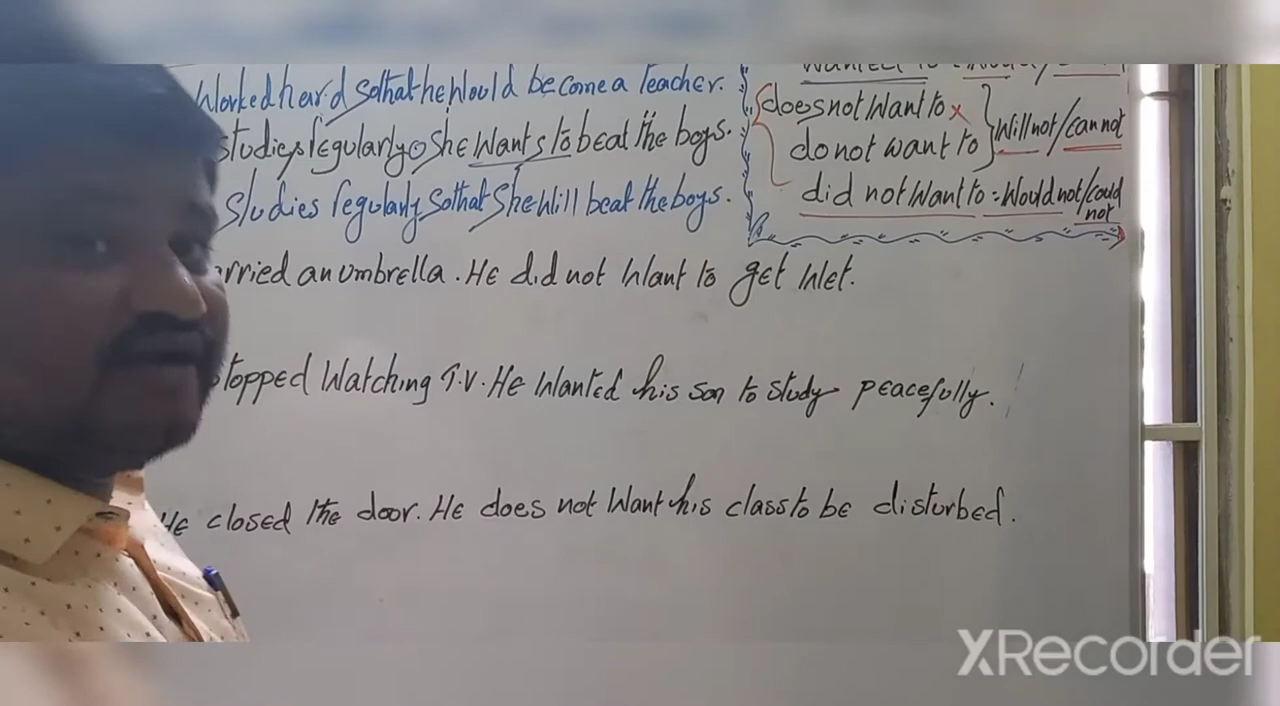 Worked hard so that he would become a Teacher.
studies regularly. she wants to beat the boys.
studies regularly so that she will beat the boys.
wanted to
does not want to x
do not want to
will not / can not
did not want to = would not / could not
an umbrella. He did not want to get wet.
stopped watching T.V. He wanted his son to study peacefully.
He closed the door. He does not want his class to be disturbed.
XRecorder